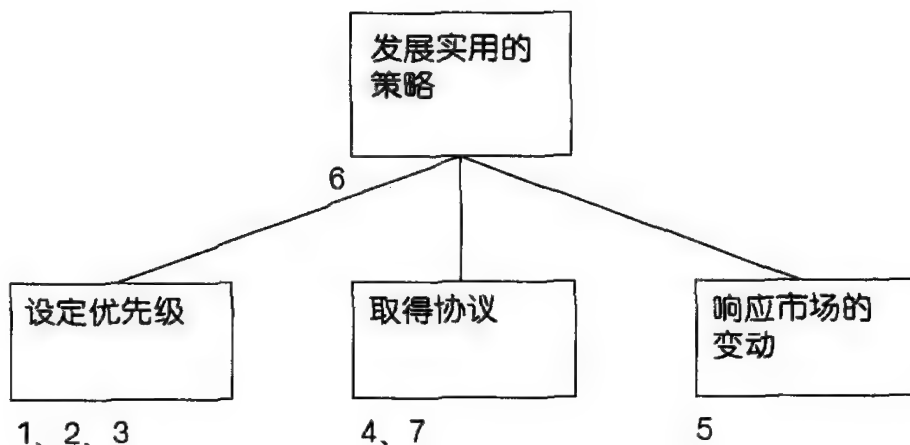 发展实用的
策略
6
设定优先级
取得协议
响应市场的
变动
1、2、3
4、7
5